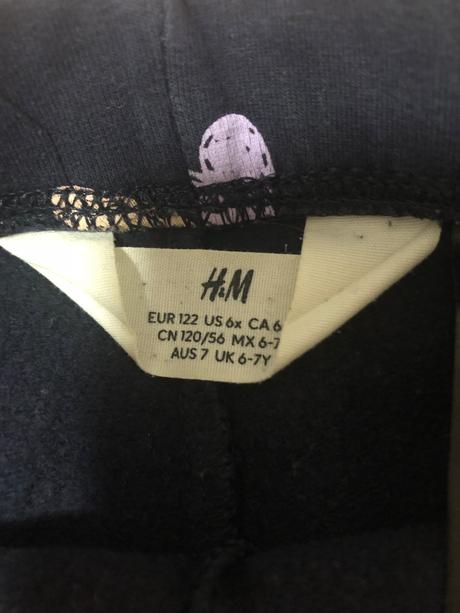 H&M
EUR 122 US 6x CA 6
CN 120/56 MX 6-7
AUS 7 UK 6-7Y